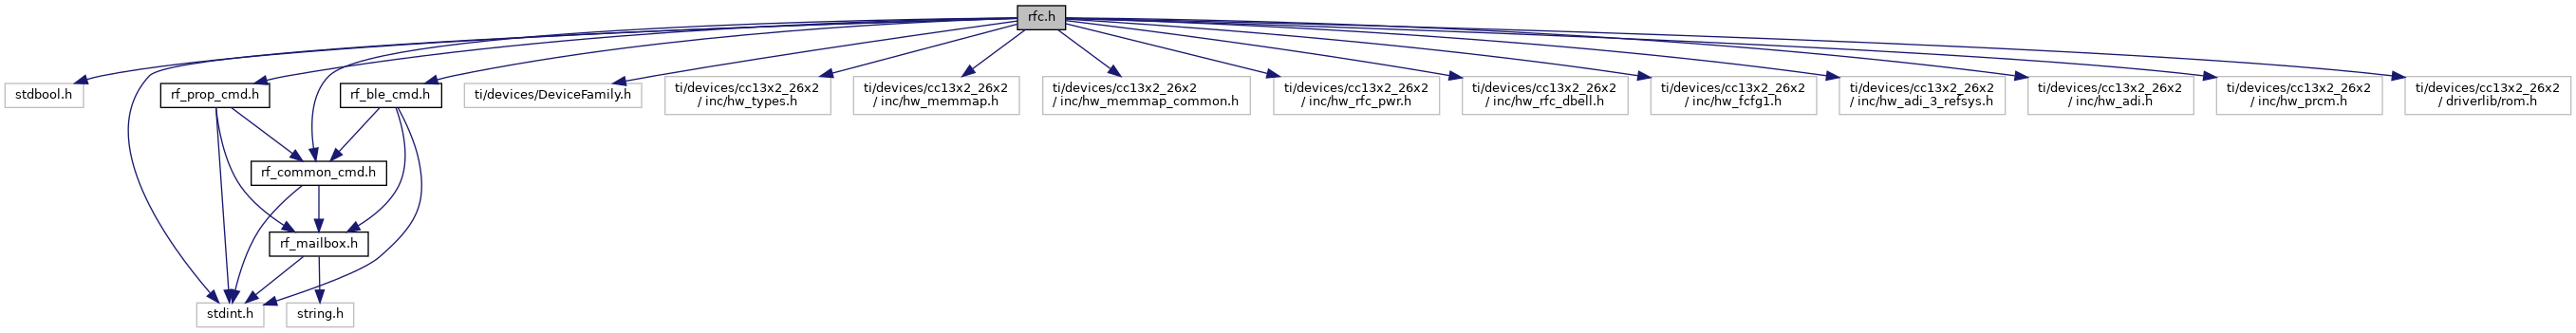 rfc.h
stdbool.h
rf_prop_cmd.h
rf_ble_cmd.h
ti/devices/DeviceFamily.h
ti/devices/cc13x2_26x2
/ inc/hw_types.h
ti/devices/cc13x2_26x2
/ inc/hw_memmap.h
ti/devices/cc13x2_26x2
/ inc/hw_memmap_common.h
ti/devices/cc13x2_26x2
/ inc/hw_rfc_pwr.h
ti/devices/cc13x2_26x2
/ inc/hw_rfc_dbell.h
ti/devices/cc13x2_26x2
/ inc/hw_fcfg1.h
ti/devices/cc13x2_26x2
/ inc/hw_adi_3_refsys.h
ti/devices/cc13x2_26x2
/ inc/hw_adi.h
ti/devices/cc13x2_26x2
/ inc/hw_prcm.h
ti/devices/cc13x2_26x2
/ driverlib/rom.h
rf_common_cmd.h
rf_mailbox.h
stdint.h
string.h